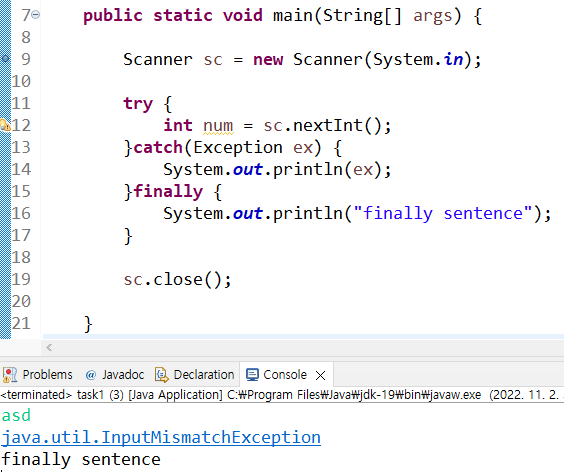 7 public static void main(String[] args) {
8
9 Scanner sc = new Scanner(System.in);
10
11 try {
12 int num = sc.nextInt();
13 }catch(Exception ex) {
14 System.out.println(ex);
15 }finally {
16 System.out.println("finally sentence");
17 }
18
19 sc.close();
20
21 }
Problems @ Javadoc Declaration Console
<terminated> task1 (3) [Java Application] C:₩Program Files₩Java₩jdk-19₩bin₩javaw.exe (2022. 11. 2.
asd
java.util.InputMismatchException
finally sentence